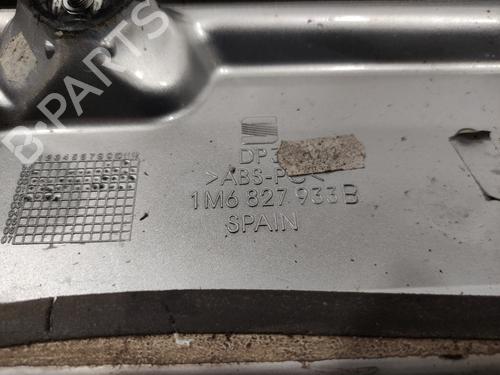 B-PARTS
DP
>ABS-PC<
1M6 827 933 B
SPAIN